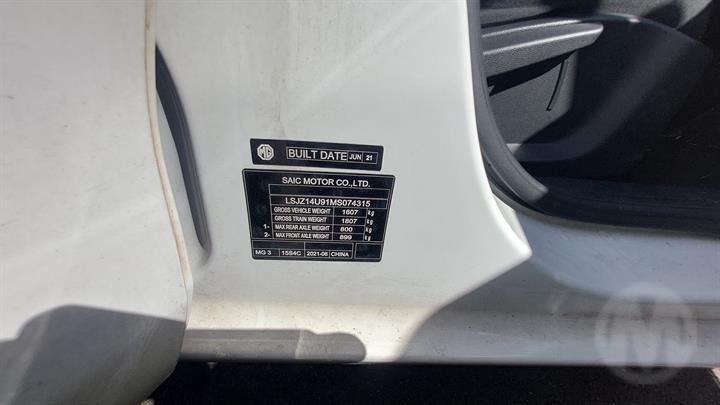 MG BUILT DATE JUN 21
SAIC MOTOR CO.,LTD.
LSJZ14U91MS074315
GROSS VEHICLE WEIGHT 1607 kg
GROSS TRAIN WEIGHT 1807 kg
1- MAX REAR AXLE WEIGHT 800 kg
2- MAX FRONT AXLE WEIGHT 899 kg
MG 3 15S4C 2021-06 CHINA
M